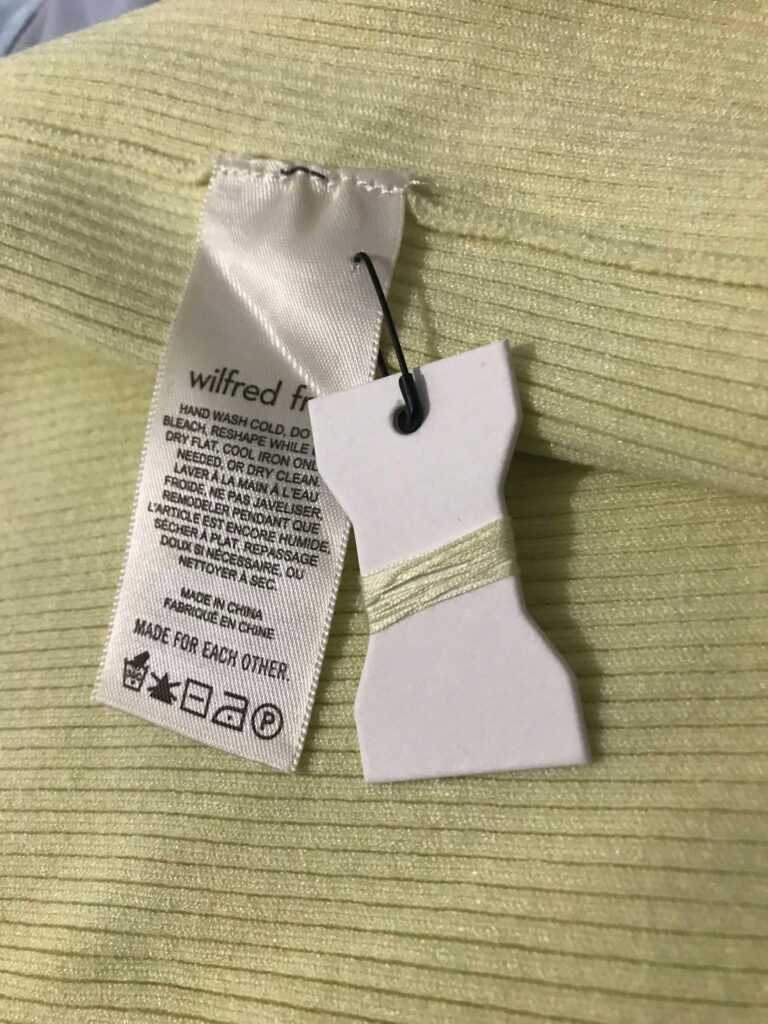 wilfred
HAND WASH COLD, DO
BLEACH, RESHAPE WHILE
DRY FLAT, COOL IRON
NEEDED, OR DRY CLEAN.
LAVER À LA MAIN À L'EAU
FROIDE, NE PAS JAVELISER,
REMODELER PENDANT QUE
L'ARTICLE EST ENCORE HUMIDE,
SÉCHER À PLAT, REPASSAGE
DOUX SI NÉCESSAIRE, OU
NETTOYER À SEC.
MADE IN CHINA
FABRIQUÉ EN CHINE
MADE FOR EACH OTHER.
P